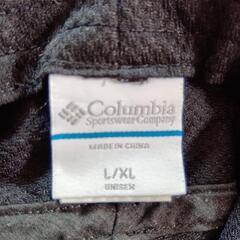 Columbia
Sportswear Company
MADE IN CHINA
L/XL
UNISEX